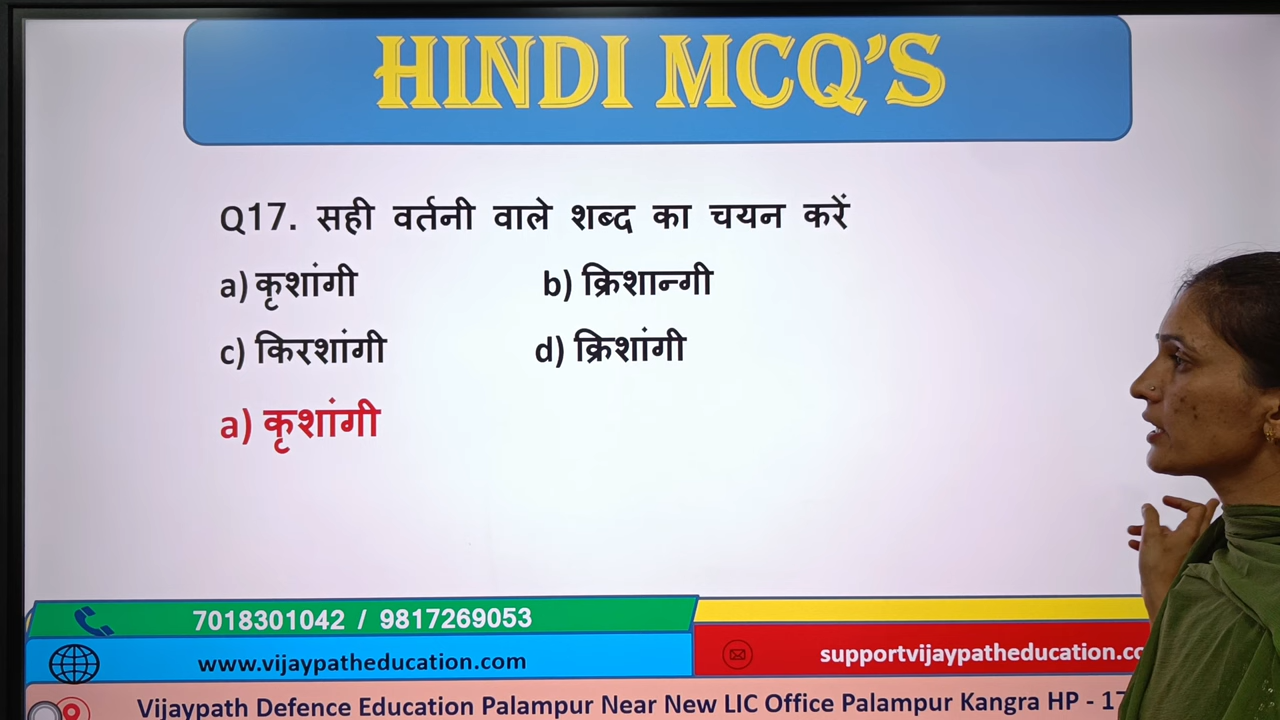 HINDI MCQ'S
Q17. सही वर्तनी वाले शब्द का चयन करें
a) कृशांगी b) क्रिशान्गी
c) किरशांगी d) क्रिशांगी
a) कृशांगी
7018301042 / 9817269053
www.vijaypatheducation.com
supportvijaypatheducation.co
Vijaypath Defence Education Palampur Near New LIC Office Palampur Kangra HP - 17